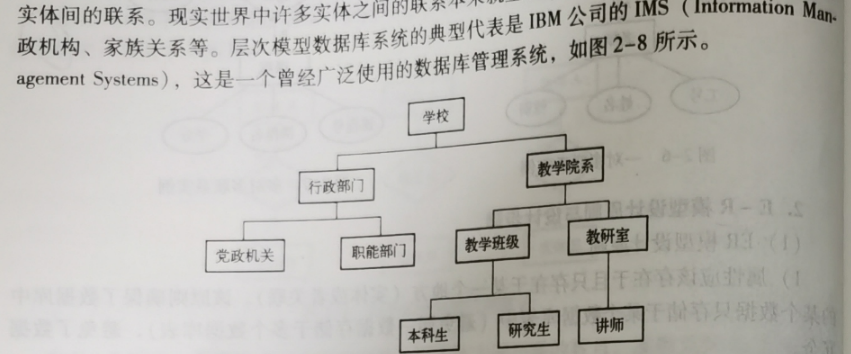 实体间的联系。现实世界中许多实体之间的联系本来就
政机构、家族关系等。层次模型数据库系统的典型代表是 IBM 公司的 IMS（Information Man-
agement Systems），这是一个曾经广泛使用的数据库管理系统，如图 2-8 所示。
学校
行政部门 教学院系
党政机关 职能部门 教学班级 教研室
本科生 研究生 讲师